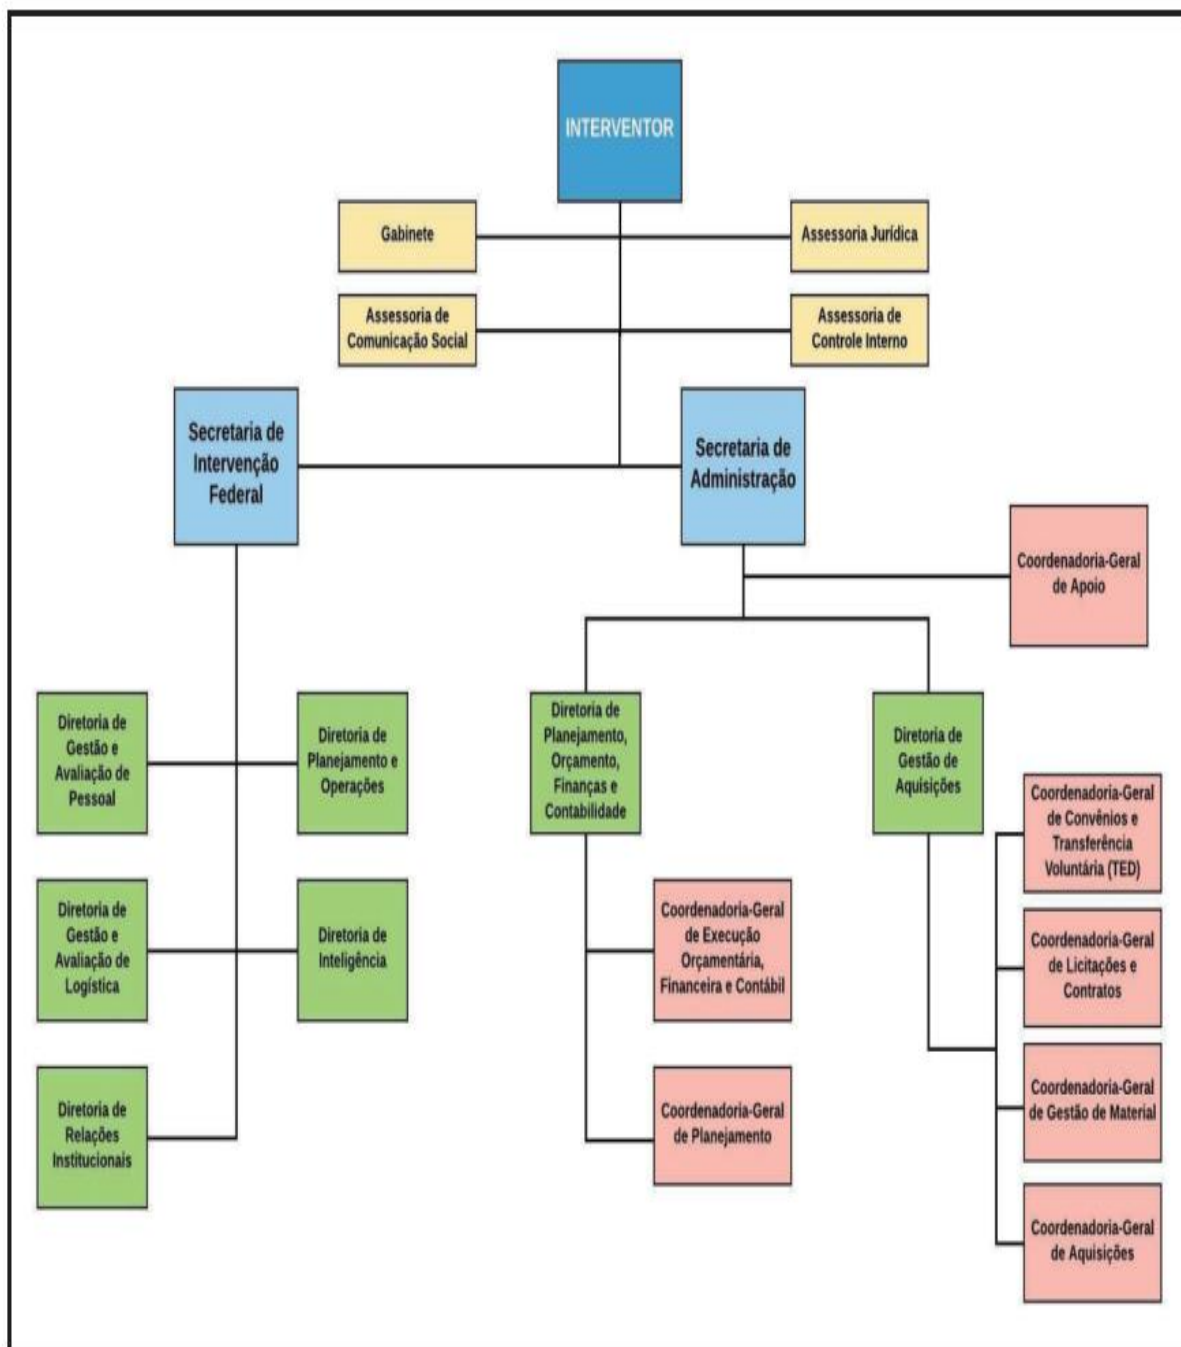 INTERVENTOR
Gabinete
Assessoria Jurídica
Assessoria de
Comunicação Social
Assessoria de
Controle Interno
Secretaria de
Intervenção
Federal
Secretaria de
Administração
Coordenadoria-Geral
de Apoio
Diretoria de
Gestão e
Avaliação de
Pessoal
Diretoria de
Planejamento e
Operações
Diretoria de
Planejamento,
Orçamento,
Finanças e
Contabilidade
Diretoria de
Gestão de
Aquisições
Coordenadoria-Geral
de Convênios e
Transferência
Voluntária (TED)
Diretoria de
Gestão e
Avaliação de
Logística
Diretoria de
Inteligência
Coordenadoria-Geral
de Execução
Orçamentária,
Financeira e Contábil
Coordenadoria-Geral
de Licitações e
Contratos
Diretoria de
Relações
Institucionais
Coordenadoria-Geral
de Planejamento
Coordenadoria-Geral
de Gestão de Material
Coordenadoria-Geral
de Aquisições